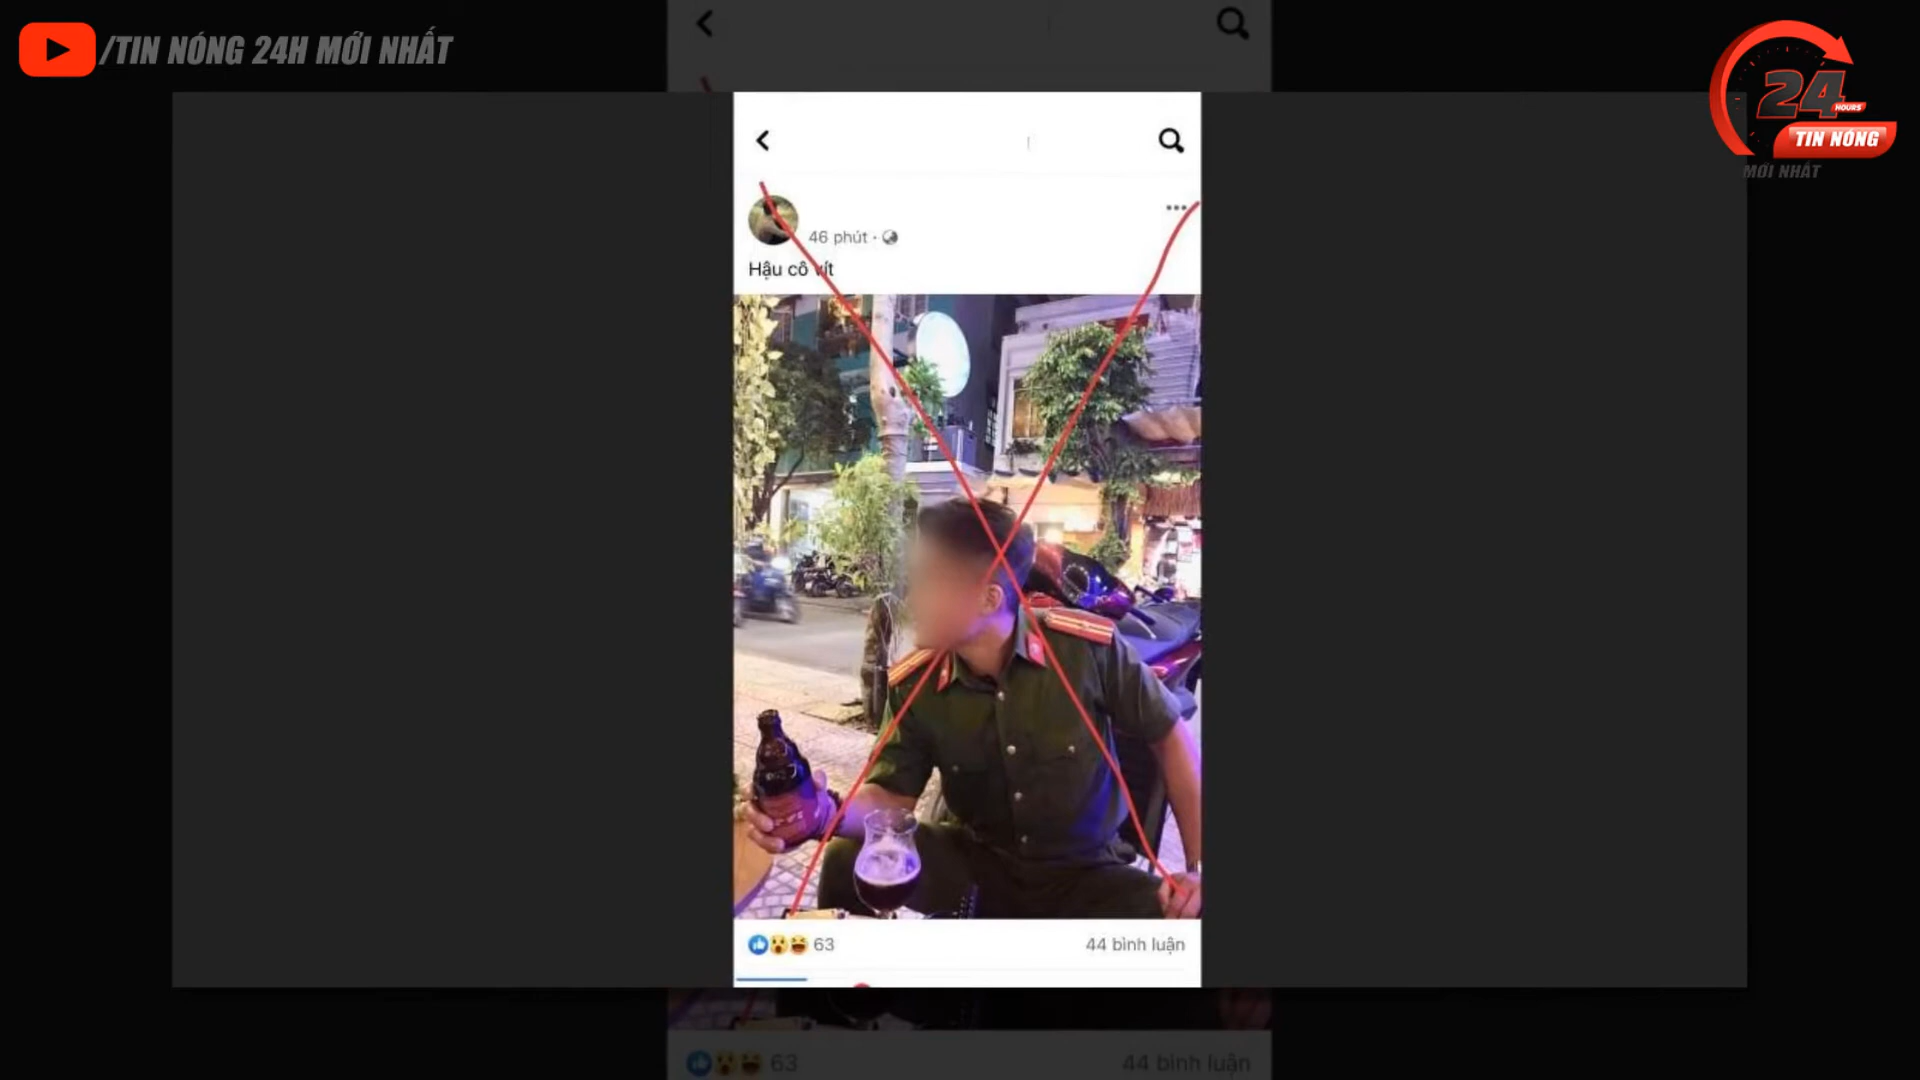 /TIN NÓNG 24H MỚI NHẤT
24
HOURS
TIN NÓNG
MỚI NHẤT
46 phút ·
Hậu cô vít
63
44 bình luận
63
44 bình luận